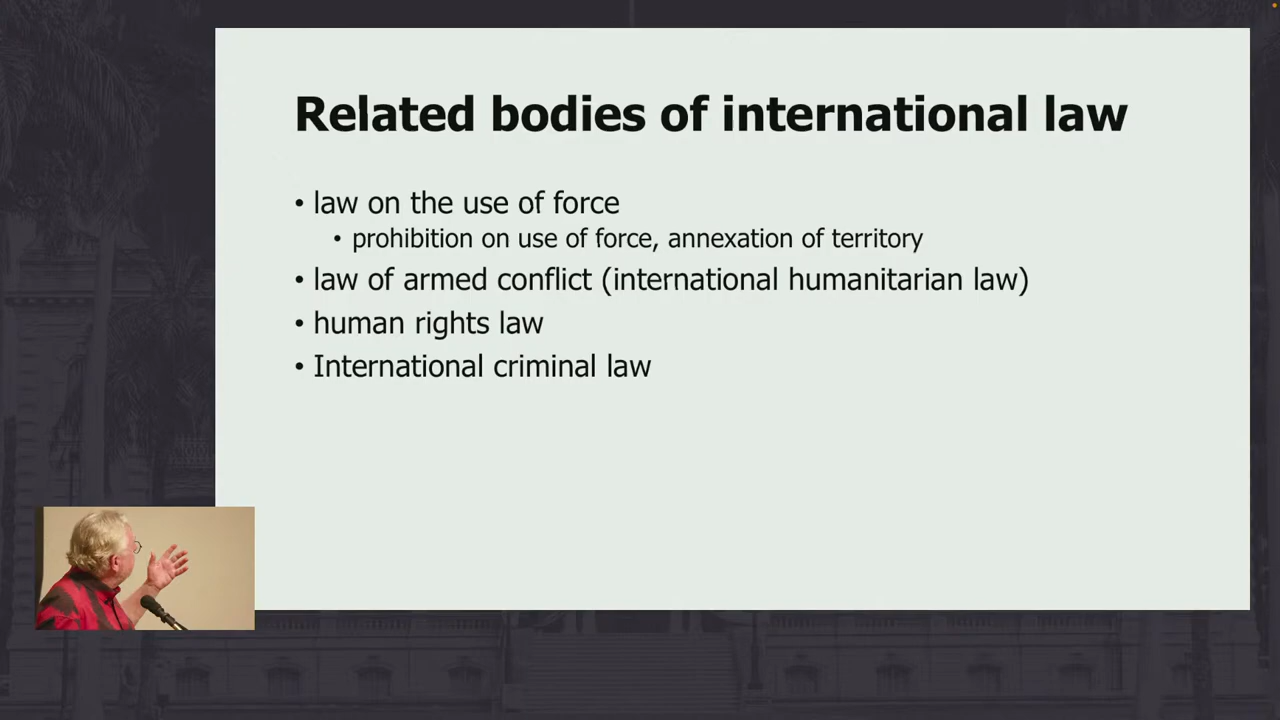 Related bodies of international law
• law on the use of force
• prohibition on use of force, annexation of territory
• law of armed conflict (international humanitarian law)
• human rights law
• International criminal law